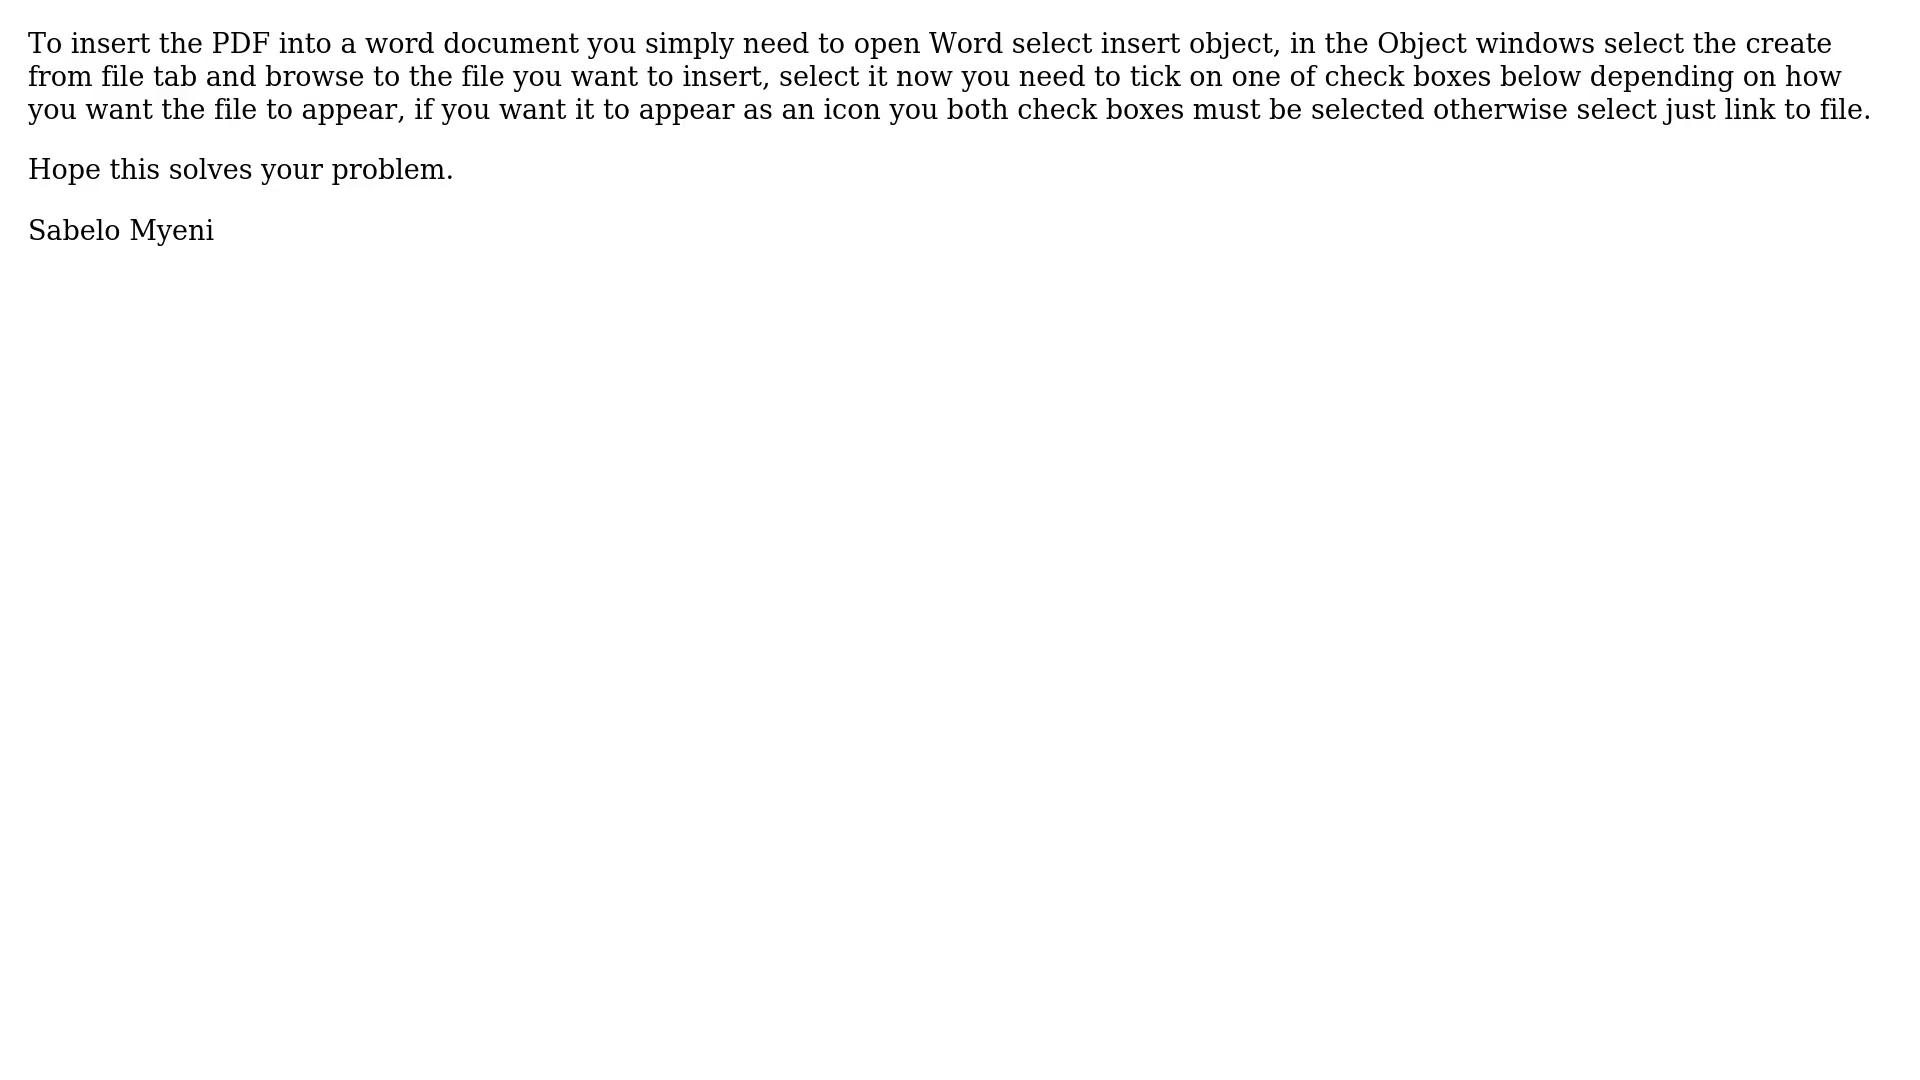 To insert the PDF into a word document you simply need to open Word select insert object, in the Object windows select the create
from file tab and browse to the file you want to insert, select it now you need to tick on one of check boxes below depending on how
you want the file to appear, if you want it to appear as an icon you both check boxes must be selected otherwise select just link to file.
Hope this solves your problem.
Sabelo Myeni